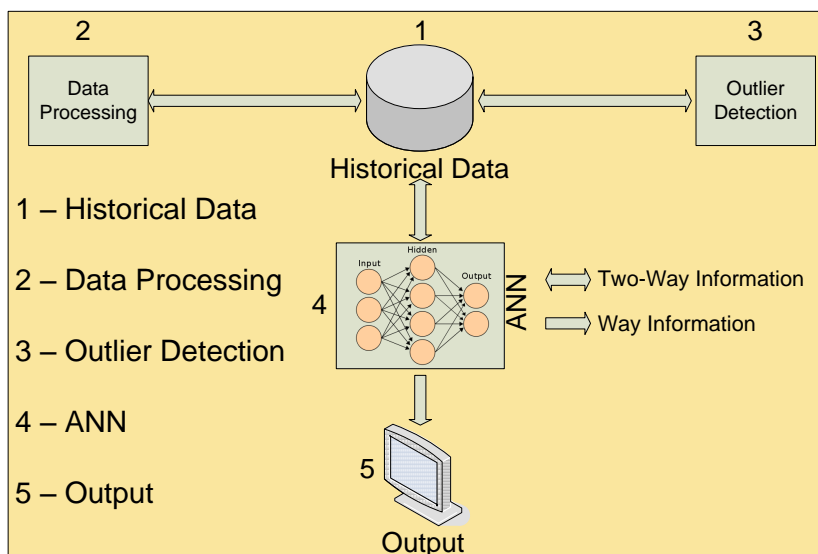 2
1
3
Data
Processing
Outlier
Detection
Historical Data
1 – Historical Data
2 – Data Processing
3 – Outlier Detection
4 – ANN
5 – Output
4
Input
Hidden
Output
ANN
Two-Way Information
Way Information
5
Output